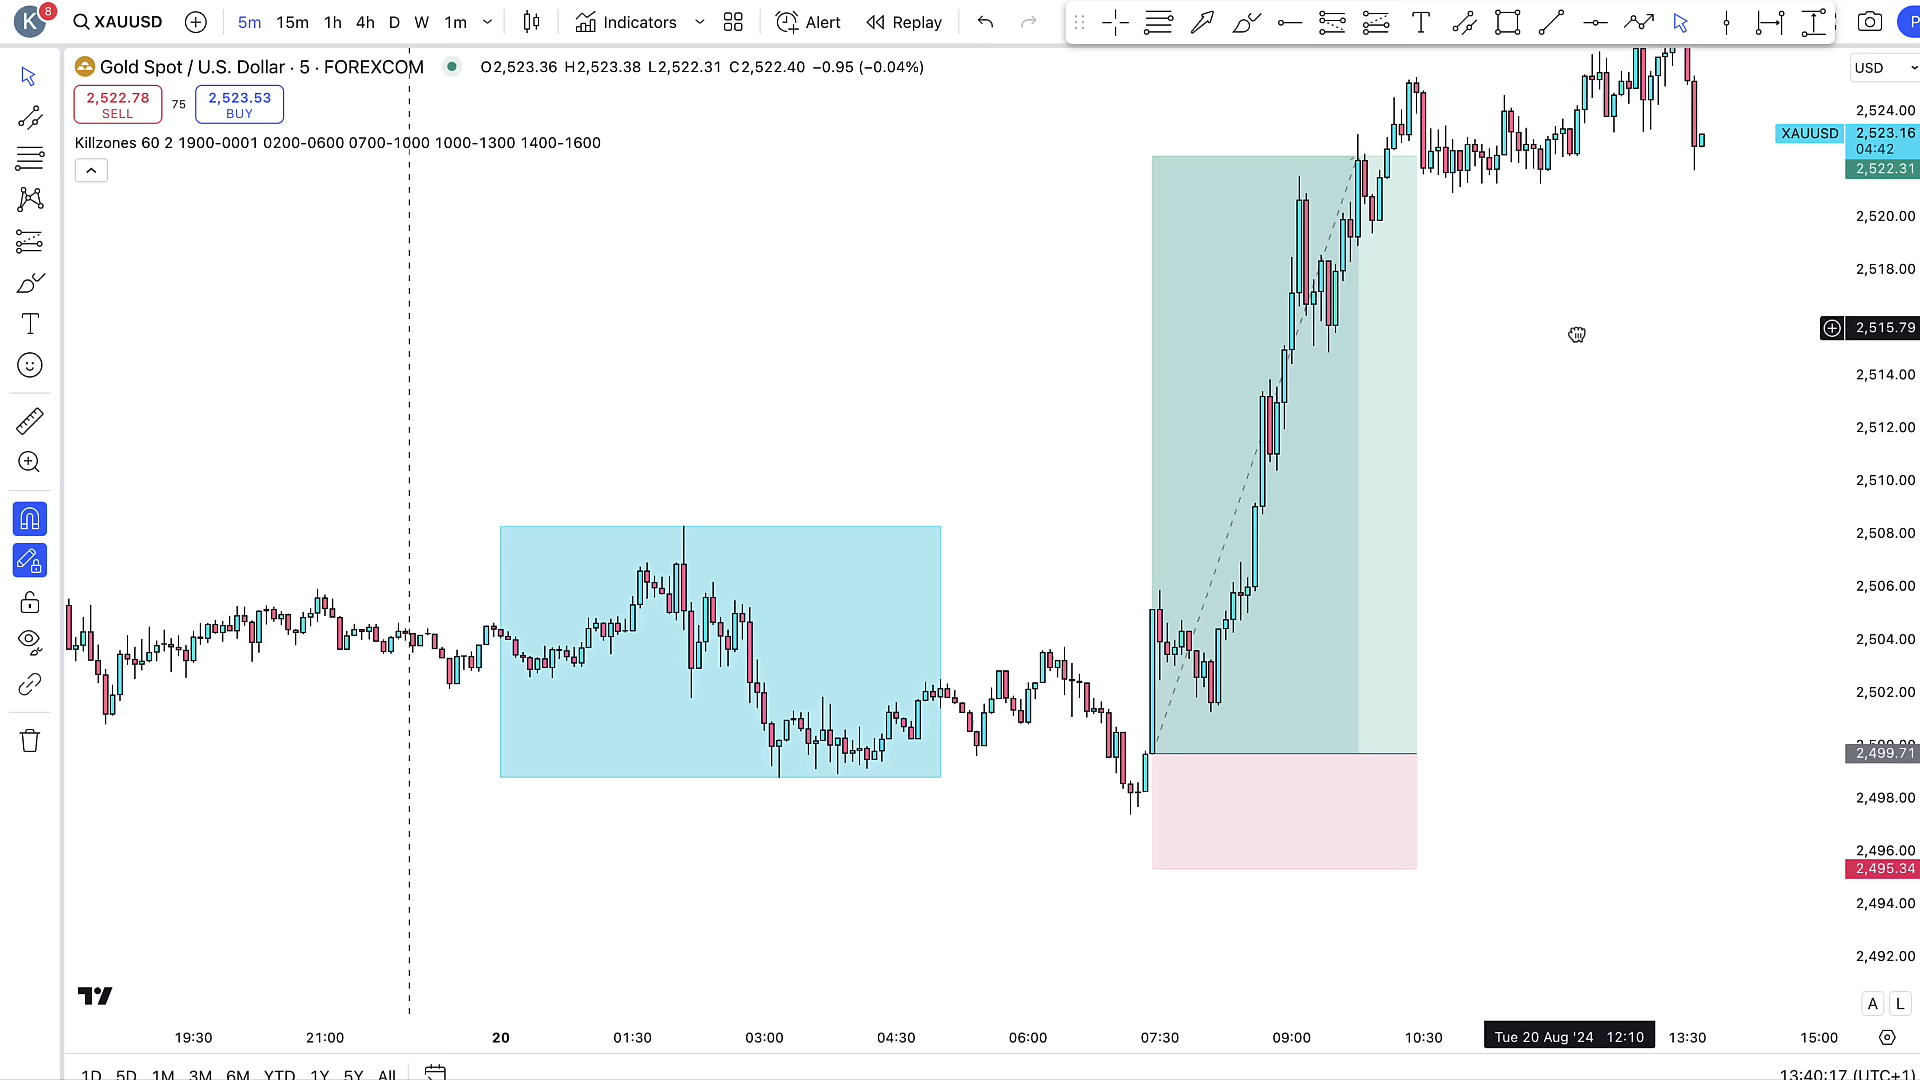 K 8 XAUUSD 5m 15m 1h 4h D W 1m Indicators Alert Replay
Gold Spot / U.S. Dollar · 5 · FOREXCOM O2,523.36 H2,523.38 L2,522.31 C2,522.40 −0.95 (−0.04%)
USD
2,522.78 SELL
75
2,523.53 BUY
Killzones 60 2 1900-0001 0200-0600 0700-1000 1000-1300 1400-1600
2,524.00
XAUUSD 2,523.16
04:42
2,522.31
2,520.00
2,518.00
2,515.79
2,514.00
2,512.00
2,510.00
2,508.00
2,506.00
2,504.00
2,502.00
2,499.71
2,498.00
2,496.00
2,495.34
2,494.00
2,492.00
A L
19:30 21:00 20 01:30 03:00 04:30 06:00 07:30 09:00 10:30 Tue 20 Aug '24 12:10 13:30 15:00
1D 5D 1M 3M 6M YTD 1Y 5Y All 13:40:17 (UTC+1)